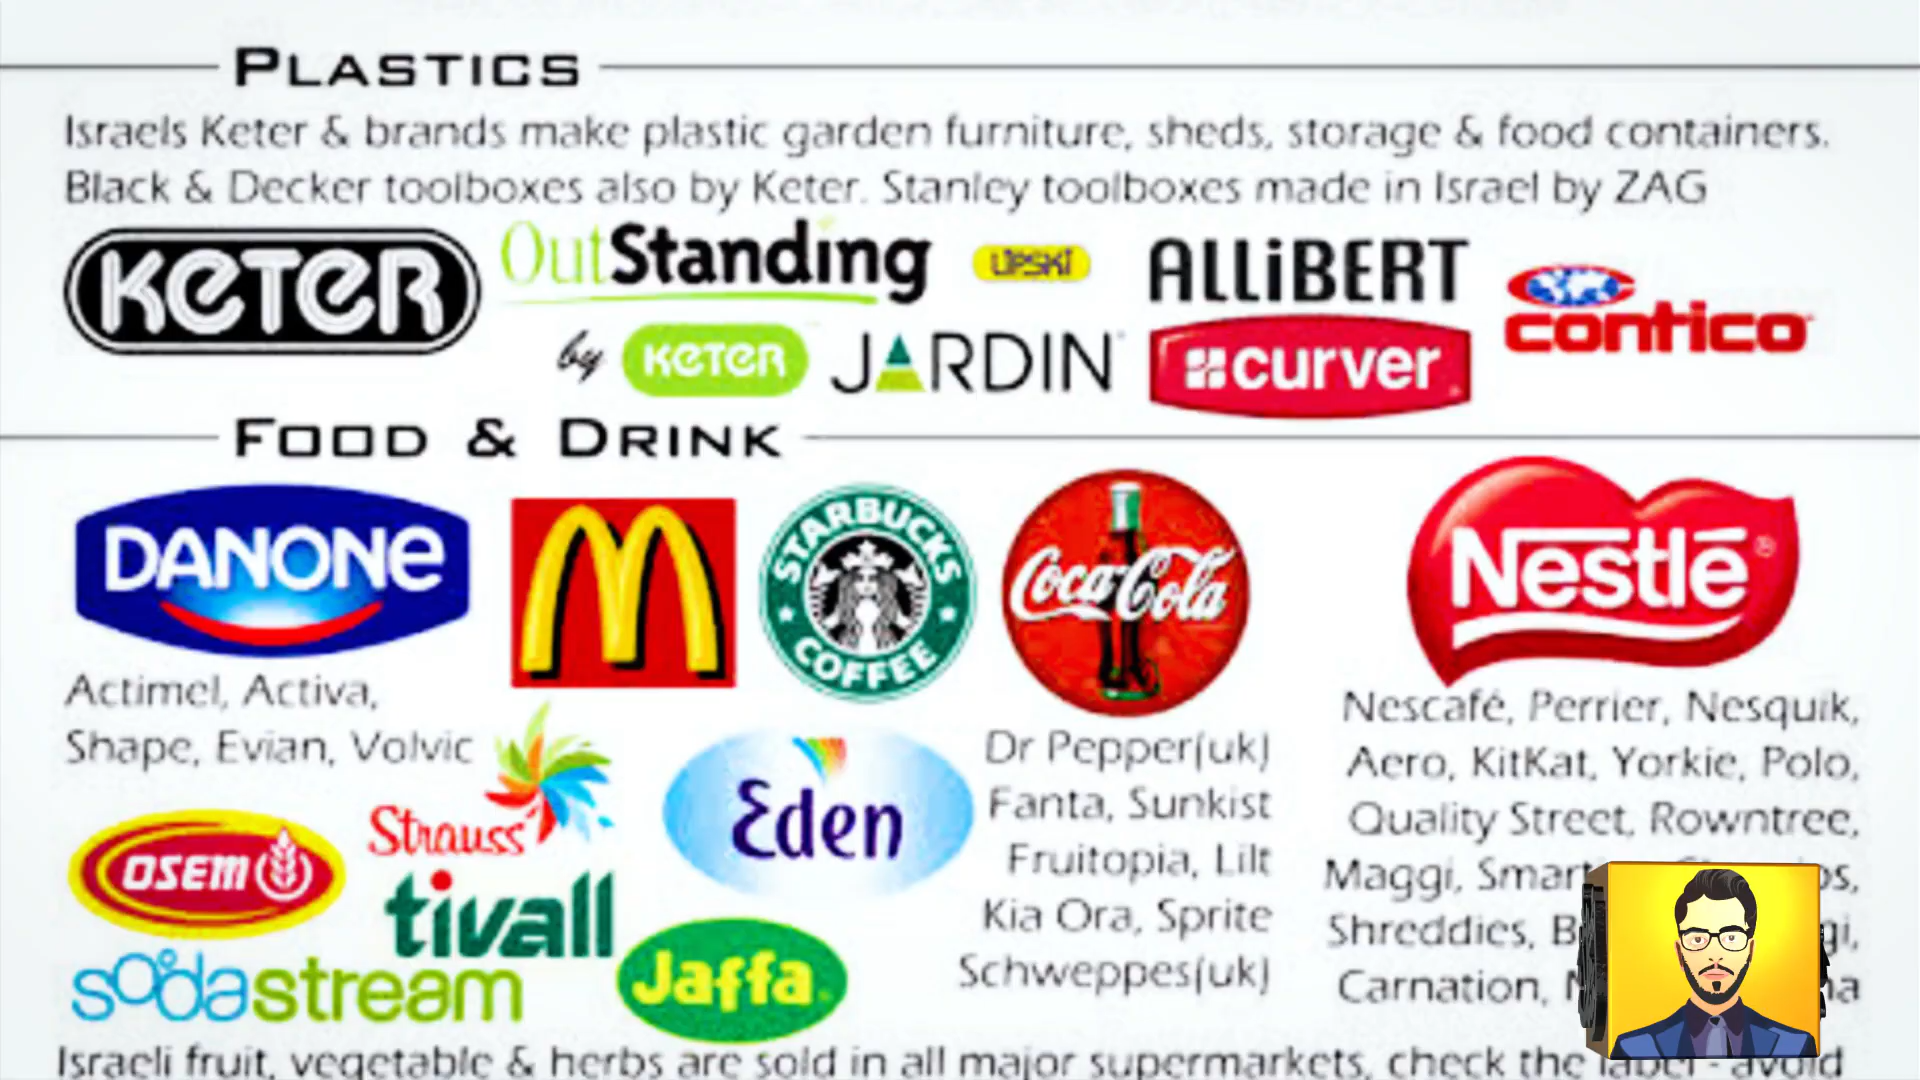 PLASTICS
Israels Keter & brands make plastic garden furniture, sheds, storage & food containers.
Black & Decker toolboxes also by Keter. Stanley toolboxes made in Israel by ZAG
KETER
OutStanding
by KETER
LIPSKI
JARDIN
ALLiBERT
curver
contico
FOOD & DRINK
DANONE
Actimel, Activa,
Shape, Evian, Volvic
M
STARBUCKS
COFFEE
Coca-Cola
Dr Pepper(uk)
Fanta, Sunkist
Fruitopia, Lilt
Kia Ora, Sprite
Schweppes(uk)
Nestlé
Nescafé, Perrier, Nesquik,
Aero, KitKat, Yorkie, Polo,
Quality Street, Rowntree,
Maggi,
Shreddies,
Carnation,
OSEM
Strauss
tivall
Eden
sodastream
Jaffa
Israeli fruit, vegetable & herbs are sold in all major supermarkets, check the label - avoid